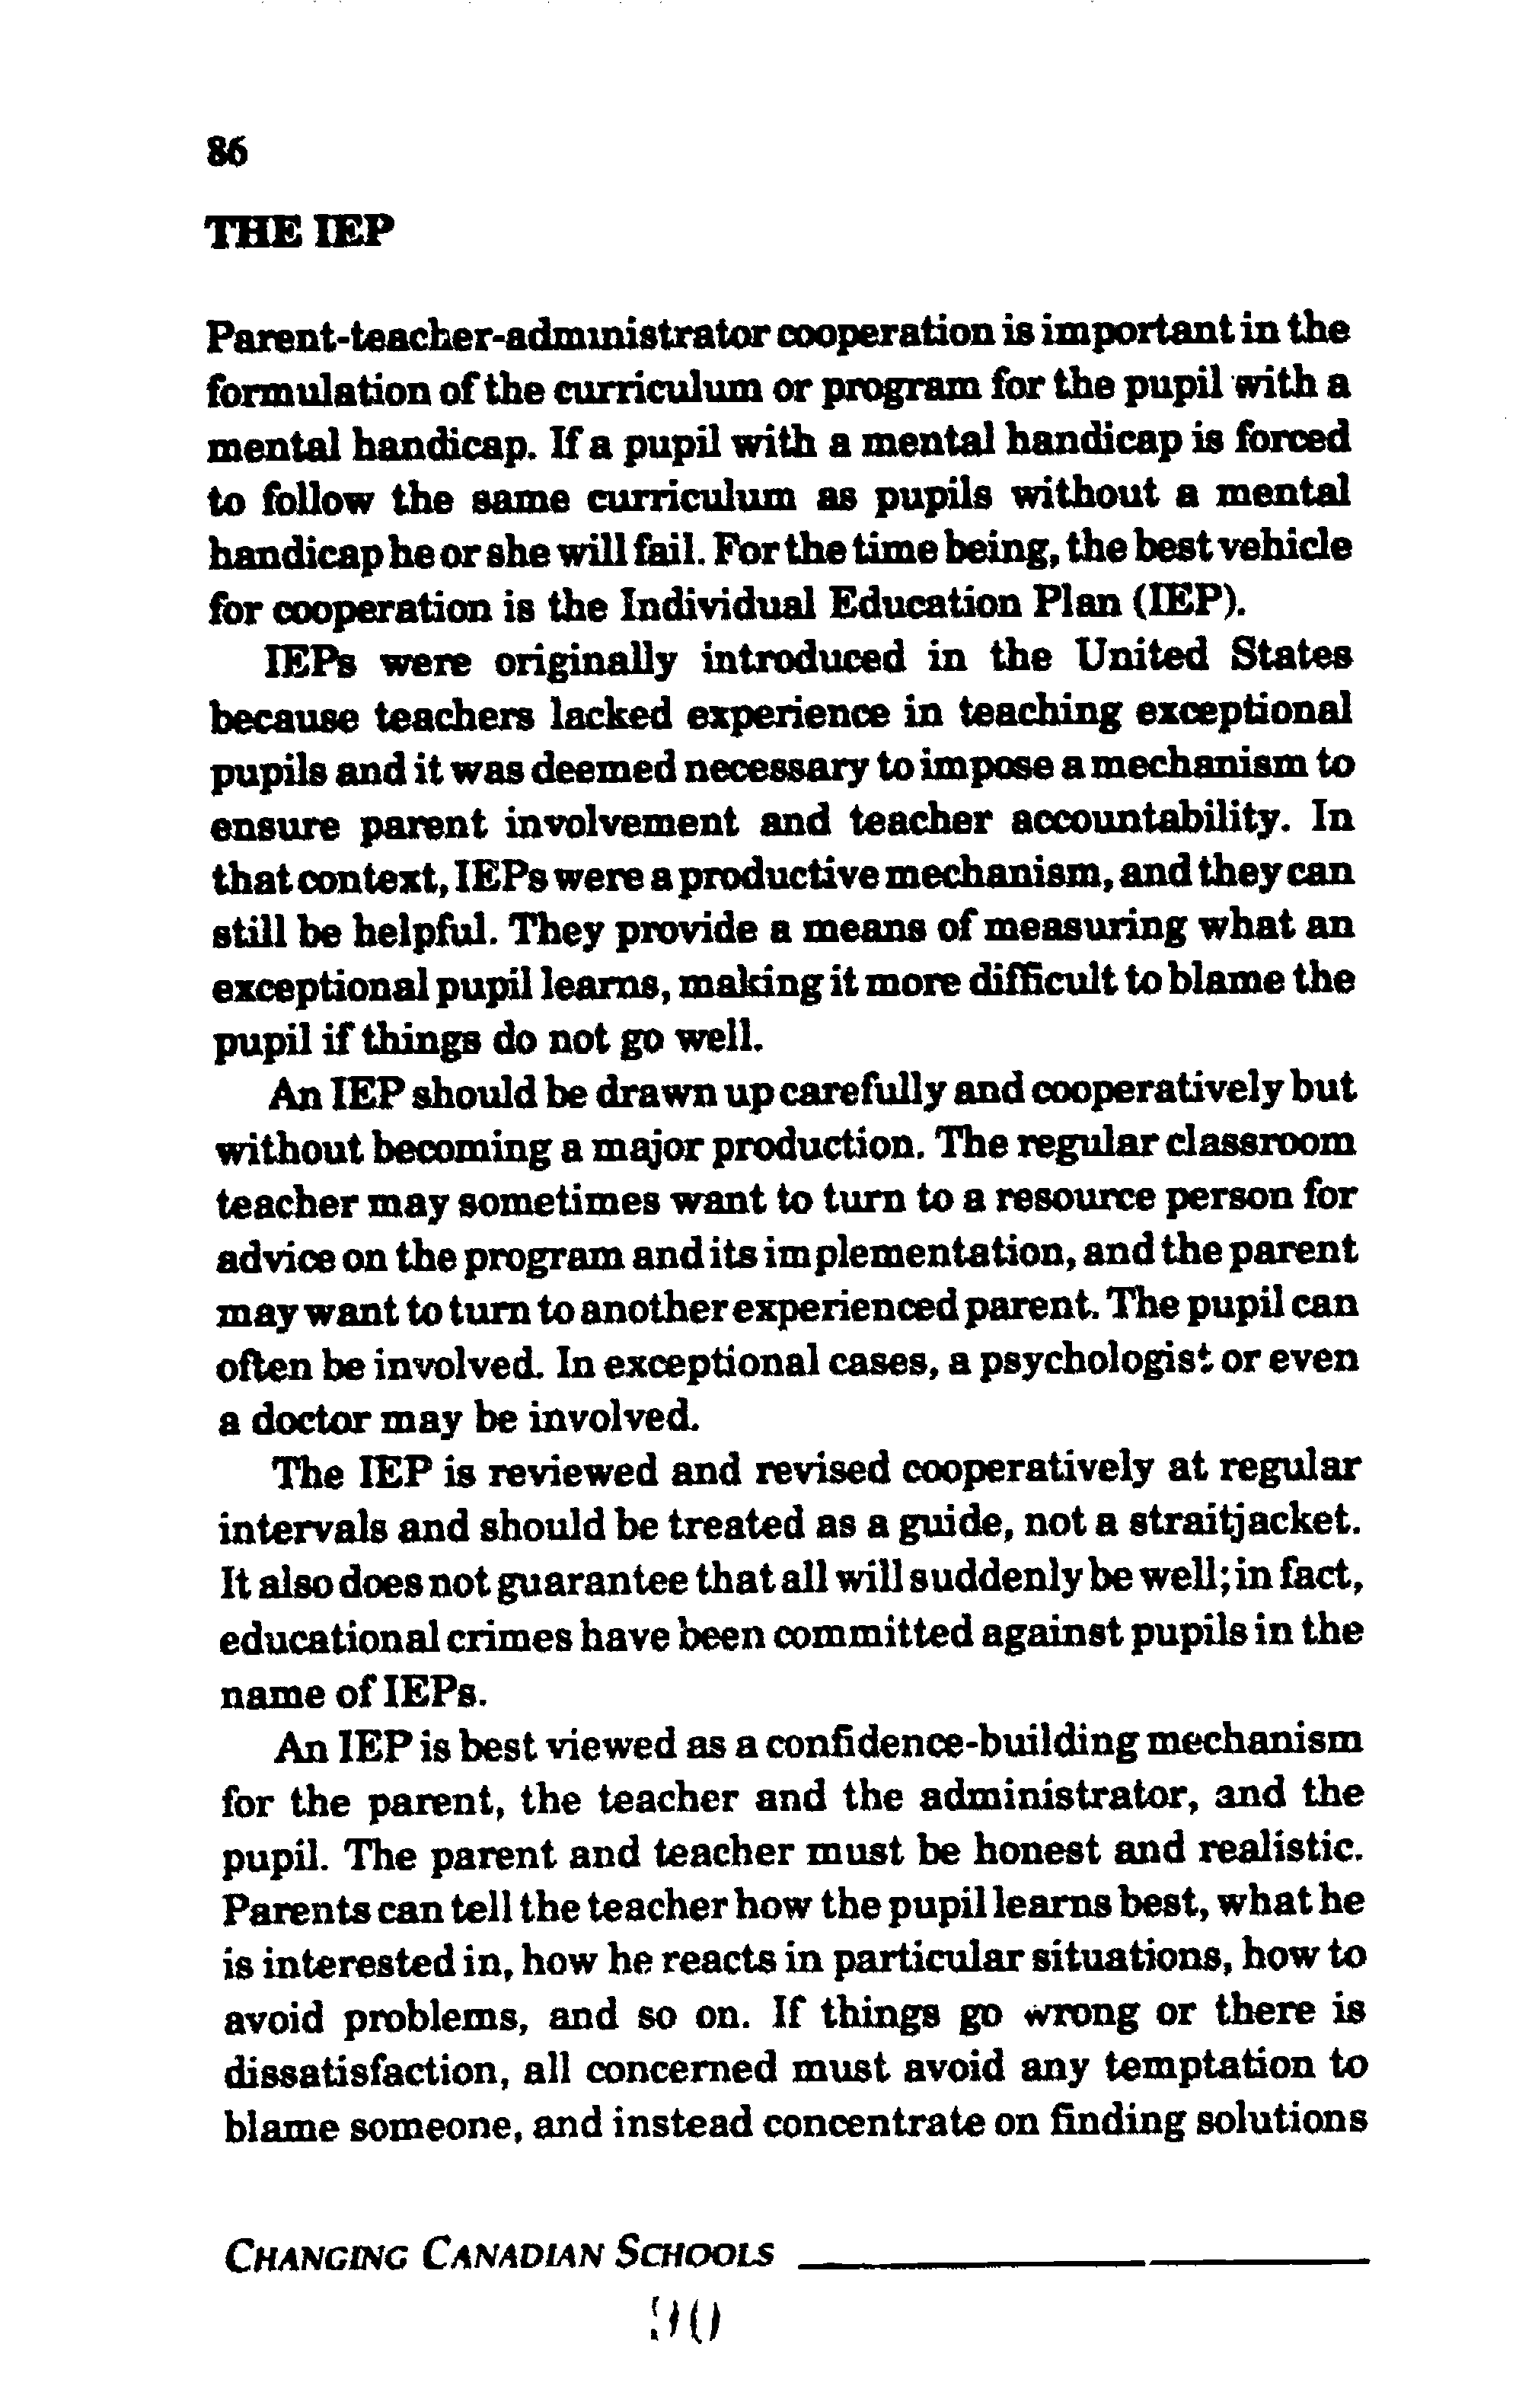 86
THE IEP
Parent-teacher-administrator cooperation is important in the
formulation of the curriculum or program for the pupil with a
mental handicap. If a pupil with a mental handicap is forced
to follow the same curriculum as pupils without a mental
handicap he or she will fail. For the time being, the best vehicle
for cooperation is the Individual Education Plan (IEP).
IEPs were originally introduced in the United States
because teachers lacked experience in teaching exceptional
pupils and it was deemed necessary to impose a mechanism to
ensure parent involvement and teacher accountability. In
that context, IEPs were a productive mechanism, and they can
still be helpful. They provide a means of measuring what an
exceptional pupil learns, making it more difficult to blame the
pupil if things do not go well.
An IEP should be drawn up carefully and cooperatively but
without becoming a major production. The regular classroom
teacher may sometimes want to turn to a resource person for
advice on the program and its implementation, and the parent
may want to turn to another experienced parent. The pupil can
often be involved. In exceptional cases, a psychologist or even
a doctor may be involved.
The IEP is reviewed and revised cooperatively at regular
intervals and should be treated as a guide, not a straitjacket.
It also does not guarantee that all will suddenly be well; in fact,
educational crimes have been committed against pupils in the
name of IEPs.
An IEP is best viewed as a confidence-building mechanism
for the parent, the teacher and the administrator, and the
pupil. The parent and teacher must be honest and realistic.
Parents can tell the teacher how the pupil learns best, what he
is interested in, how he reacts in particular situations, how to
avoid problems, and so on. If things go wrong or there is
dissatisfaction, all concerned must avoid any temptation to
blame someone, and instead concentrate on finding solutions
CHANGING CANADIAN SCHOOLS
90